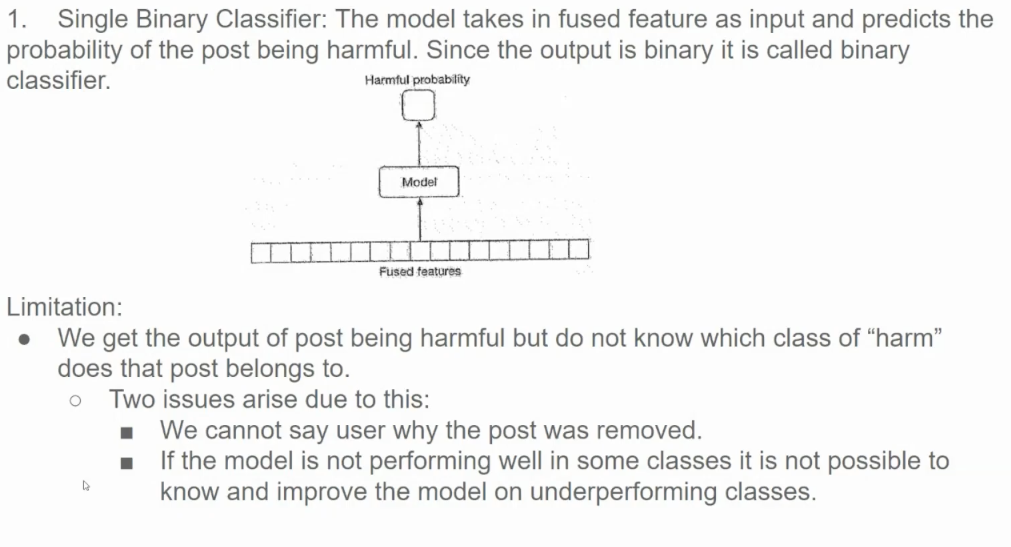 1. Single Binary Classifier: The model takes in fused feature as input and predicts the
probability of the post being harmful. Since the output is binary it is called binary
classifier.
Harmful probability
Model
Fused features
Limitation:
● We get the output of post being harmful but do not know which class of “harm”
does that post belongs to.
○ Two issues arise due to this:
■ We cannot say user why the post was removed.
■ If the model is not performing well in some classes it is not possible to
know and improve the model on underperforming classes.